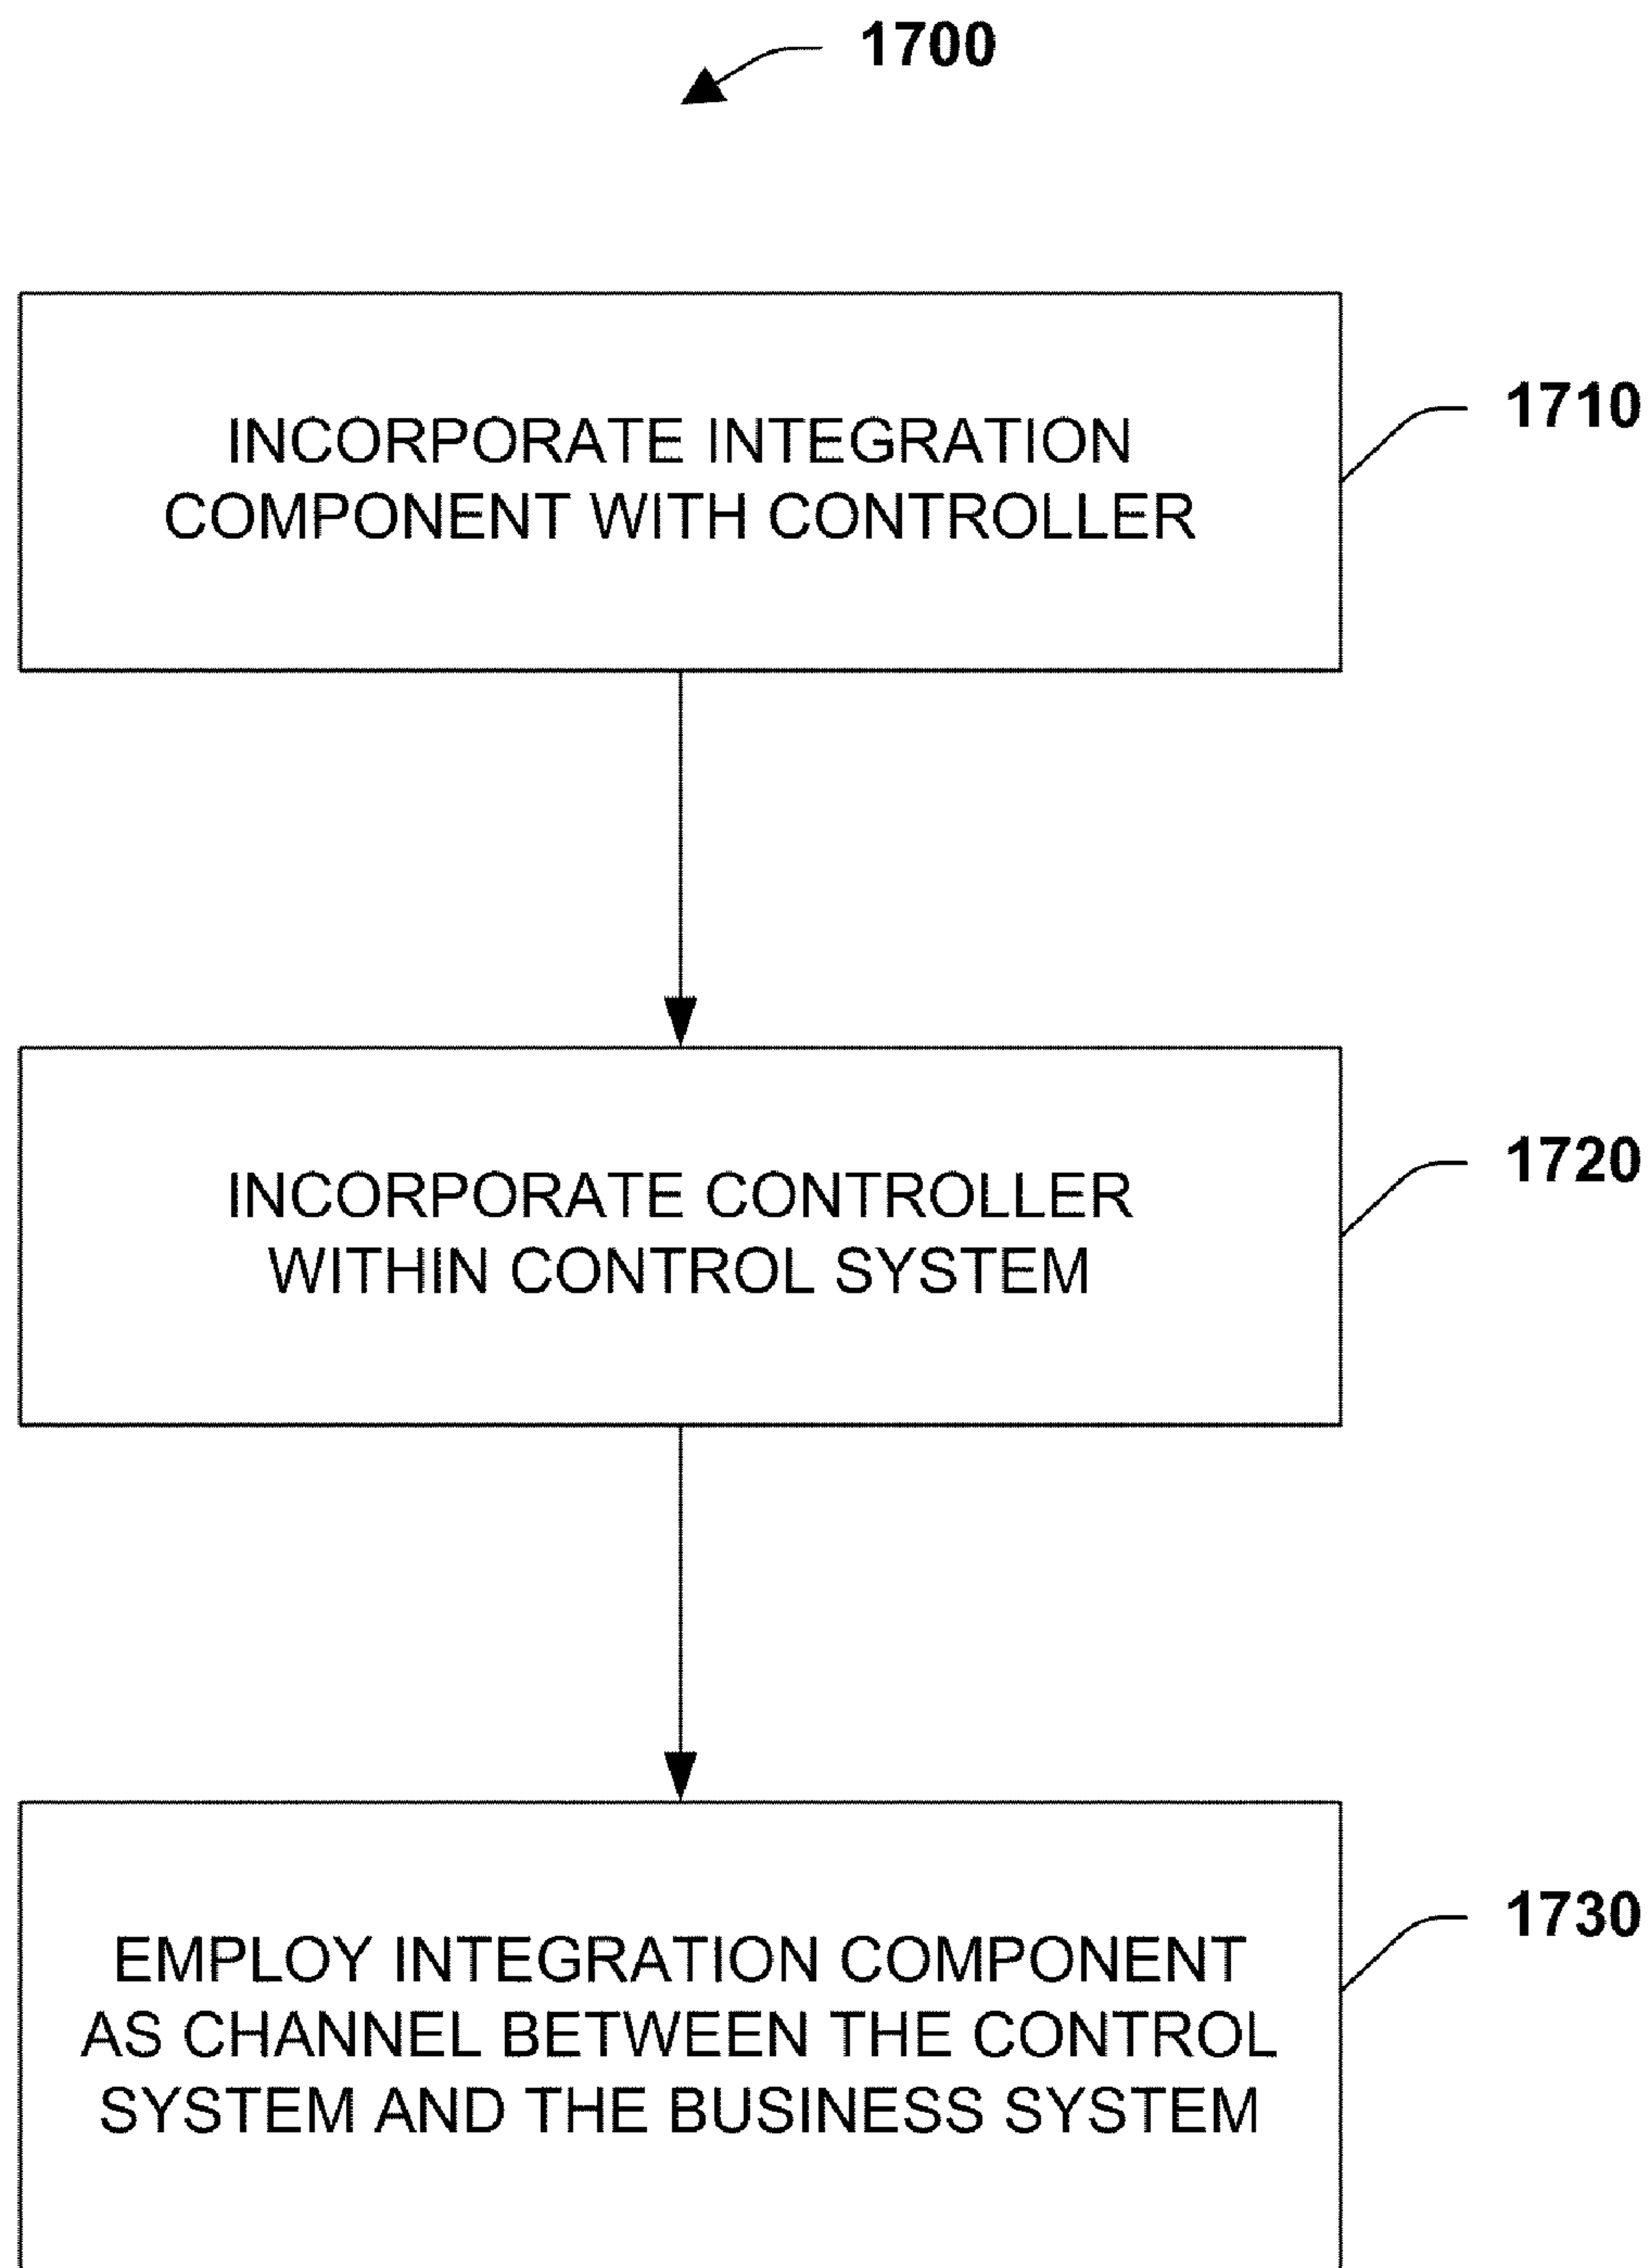 1700
INCORPORATE INTEGRATION
COMPONENT WITH CONTROLLER
1710
INCORPORATE CONTROLLER
WITHIN CONTROL SYSTEM
1720
EMPLOY INTEGRATION COMPONENT
AS CHANNEL BETWEEN THE CONTROL
SYSTEM AND THE BUSINESS SYSTEM
1730